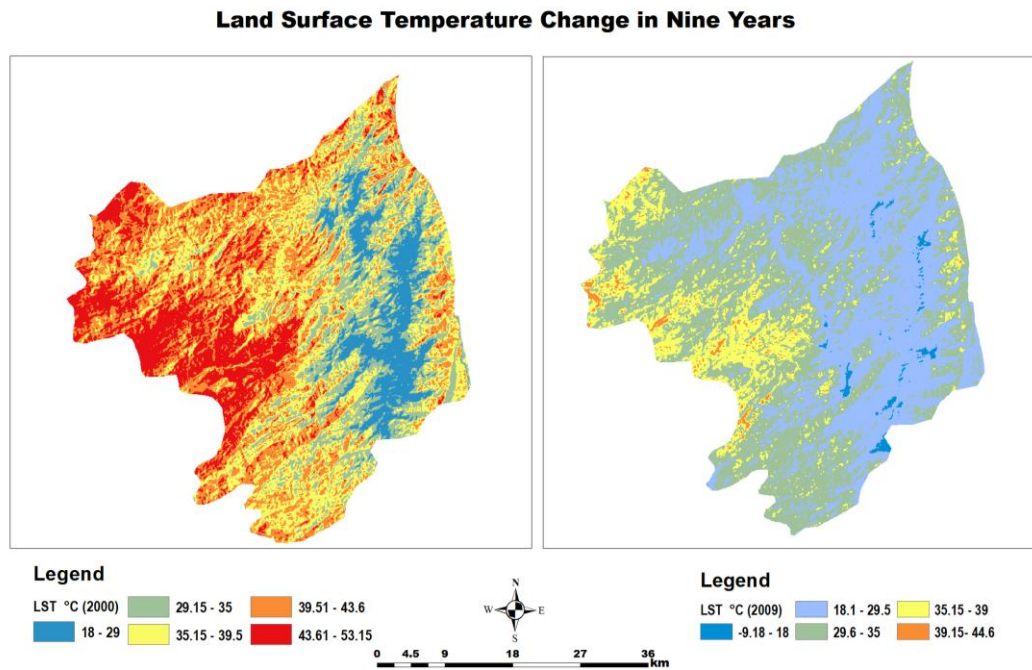 Land Surface Temperature Change in Nine Years
Legend
LST °C (2000)
18 - 29
29.15 - 35
35.15 - 39.5
39.51 - 43.6
43.61 - 53.15
N
W E
S
0 4.5 9 18 27 36
km
Legend
LST °C (2009)
-9.18 - 18
18.1 - 29.5
29.6 - 35
35.15 - 39
39.15- 44.6